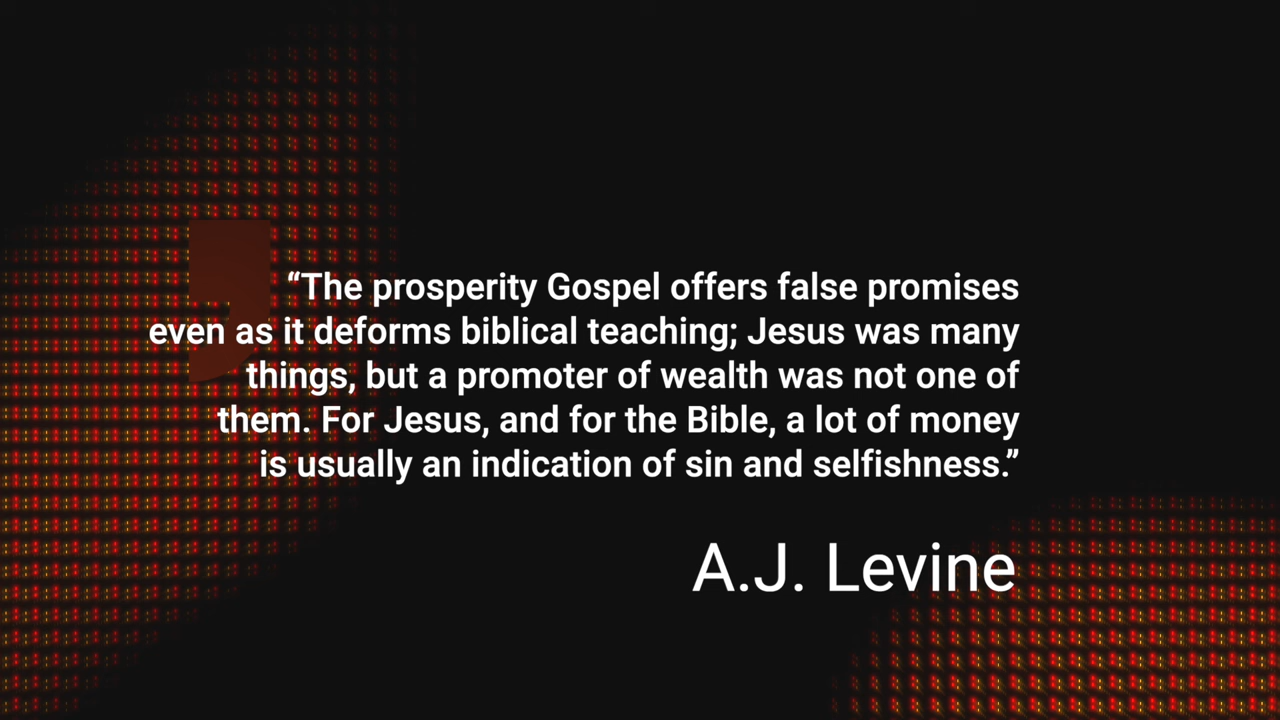 “The prosperity Gospel offers false promises
even as it deforms biblical teaching; Jesus was many
things, but a promoter of wealth was not one of
them. For Jesus, and for the Bible, a lot of money
is usually an indication of sin and selfishness.”
A.J. Levine